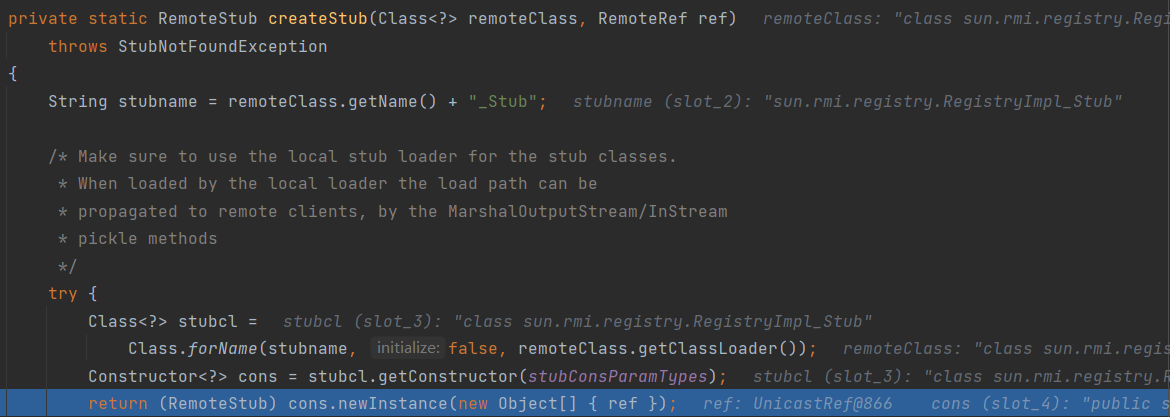 private static RemoteStub createStub(Class<?> remoteClass, RemoteRef ref)   remoteClass: "class sun.rmi.registry.Regi
    throws StubNotFoundException
{
    String stubname = remoteClass.getName() + "_Stub";   stubname (slot_2): "sun.rmi.registry.RegistryImpl_Stub"
    /* Make sure to use the local stub loader for the stub classes.
     * When loaded by the local loader the load path can be
     * propagated to remote clients, by the MarshalOutputStream/InStream
     * pickle methods
     */
    try {
        Class<?> stubcl =   stubcl (slot_3): "class sun.rmi.registry.RegistryImpl_Stub"
            Class.forName(stubname, initialize: false, remoteClass.getClassLoader());   remoteClass: "class sun.rmi.regis
        Constructor<?> cons = stubcl.getConstructor(stubConsParamTypes);   stubcl (slot_3): "class sun.rmi.registry.R
        return (RemoteStub) cons.newInstance(new Object[] { ref });   ref: UnicastRef@866   cons (slot_4): "public s